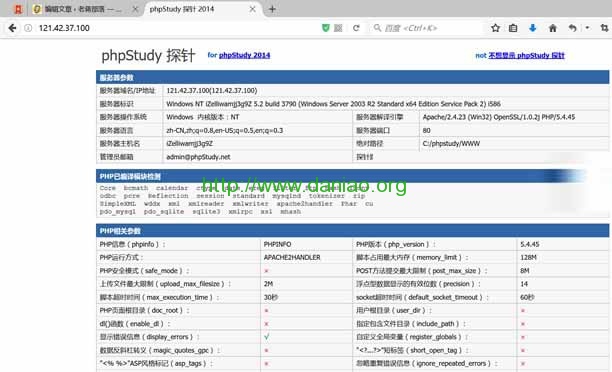 编辑文章 ‹ 老蒋部落 — ...
phpStudy 探针 2014
121.42.37.100
百度 <Ctrl+K>
phpStudy 探针 for phpStudy 2014 not 不想显示 phpStudy 探针
服务器参数
服务器域名/IP地址 121.42.37.100(121.42.37.100)
服务器标识 Windows NT iZelliwamjj3g9Z 5.2 build 3790 (Windows Server 2003 R2 Standard x64 Edition Service Pack 2) i586
服务器操作系统 Windows 内核版本：NT 服务器解译引擎 Apache/2.4.23 (Win32) OpenSSL/1.0.2j PHP/5.4.45
服务器语言 zh-CN,zh;q=0.8,en-US;q=0.5,en;q=0.3 服务器端口 80
服务器主机名 iZelliwamjj3g9Z 绝对路径 C:/phpstudy/WWW
管理员邮箱 admin@phpStudy.net
PHP已编译模块检测
http://www.daniao.org
Core bcmath calendar
odbc pcre Reflection session standard mysqlnd tokenizer zip
SimpleXML wddx xml xmlreader xmlwriter apache2handler Phar cu
pdo_mysql pdo_sqlite sqlite3 xmlrpc xsl mhash
PHP相关参数
PHP信息（phpinfo）： PHPINFO PHP版本（php_version）： 5.4.45
PHP运行方式： APACHE2HANDLER 脚本占用最大内存（memory_limit）： 128M
PHP安全模式（safe_mode）： × POST方法提交最大限制（post_max_size）： 8M
上传文件最大限制（upload_max_filesize）： 2M 浮点型数据显示的有效位数（precision）： 14
脚本超时时间（max_execution_time）： 30秒 socket超时时间（default_socket_timeout）： 60秒
PHP页面根目录（doc_root）： × 用户根目录（user_dir）： ×
dl()函数（enable_dl）： × 指定包含文件目录（include_path）： ×
显示错误信息（display_errors）： √ 自定义全局变量（register_globals）： ×
数据反斜杠转义（magic_quotes_gpc）： × "<?...?>"短标签（short_open_tag）： ×
"<% %>"ASP风格标记（asp_tags）： × 忽略重复错误信息（ignore_repeated_errors）： ×